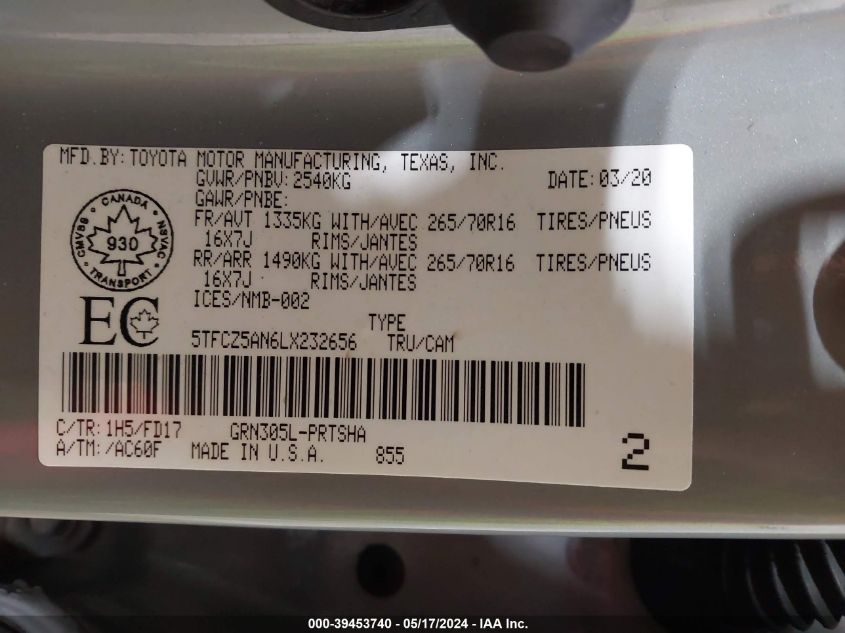 MFD.BY: TOYOTA MOTOR MANUFACTURING, TEXAS, INC.
GVWR/PNBV: 2540KG DATE: 03/20
GAWR/PNBE:
FR/AVT 1335KG WITH/AVEC 265/70R16 TIRES/PNEUS
16X7J RIMS/JANTES
RR/ARR 1490KG WITH/AVEC 265/70R16 TIRES/PNEUS
16X7J RIMS/JANTES
ICES/NMB-002
CANADA
CMVSS 930 NSVAC
TRANSPORT
EC
TYPE
5TFCZ5AN6LX232656 TRU/CAM
C/TR: 1H5/FD17 GRN305L-PRTSHA
A/TM: /AC60F MADE IN U.S.A. 855 2
000-39453740 - 05/17/2024 - IAA Inc.